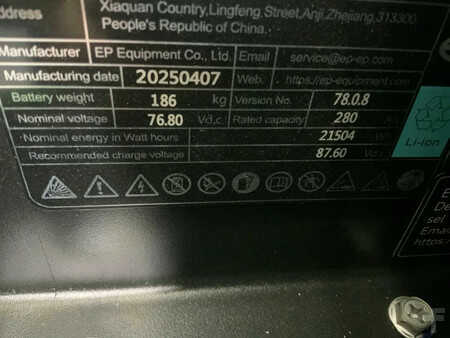 Xiaquan Country,Lingfeng,Street,Anji,Zhejiang,313300,
address People's Republic of China.
Manufacturer EP Equipment Co., Ltd. Email service@ep-ep.com
Manufacturing date 20250407 Web. https://ep-equipment.com
Battery weight 186 kg Version No. 78.0.8
Nominal voltage 76.80 Vd.c. Rated capacity 280
Nominal energy in Watt hours 21504
Recommended charge voltage 87.60 Vd.c
Li-ion